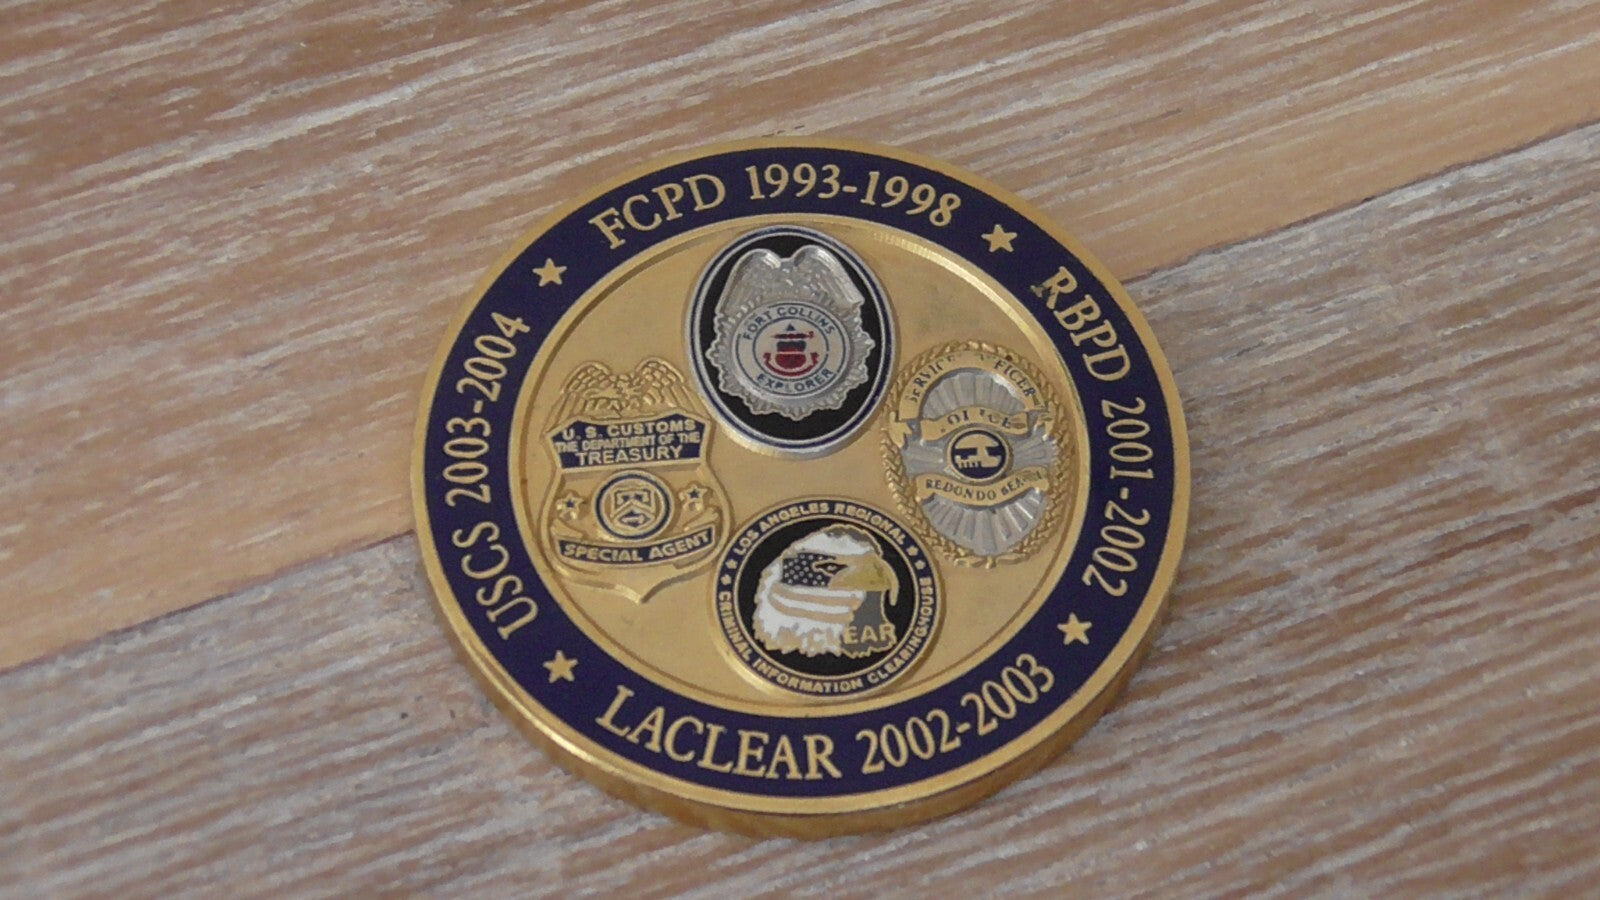 FCPD 1993-1998
RBPD 2001-2002
LACLEAR 2002-2003
USCS 2003-2004
FORT COLLINS
EXPLORER
U. S. CUSTOMS
THE DEPARTMENT OF THE
TREASURY
SPECIAL AGENT
REDONDO
LOS ANGELES REGIONAL
CRIMINAL INFORMATION CLEARINGHOUSE
CLEAR